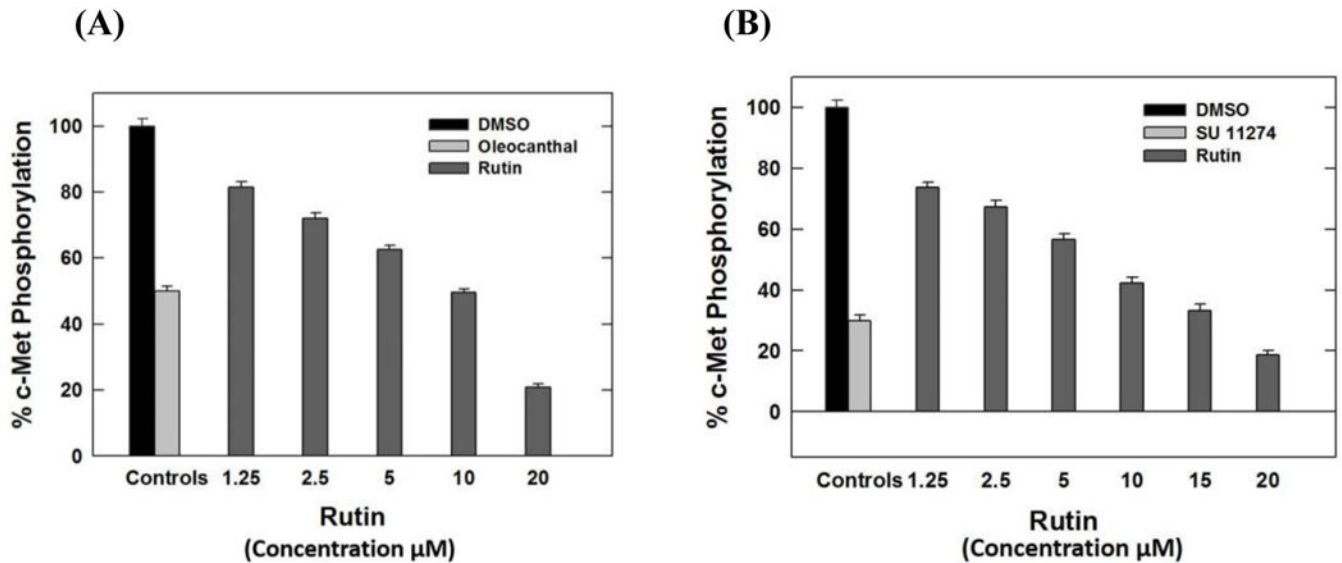 (A)
% c-Met Phosphorylation
100
80
60
40
20
0
DMSO
Oleocanthal
Rutin
Controls 1.25 2.5 5 10 20
Rutin
(Concentration μM)
(B)
% c-Met Phosphorylation
100
80
60
40
20
0
DMSO
SU 11274
Rutin
Controls 1.25 2.5 5 10 15 20
Rutin
(Concentration μM)